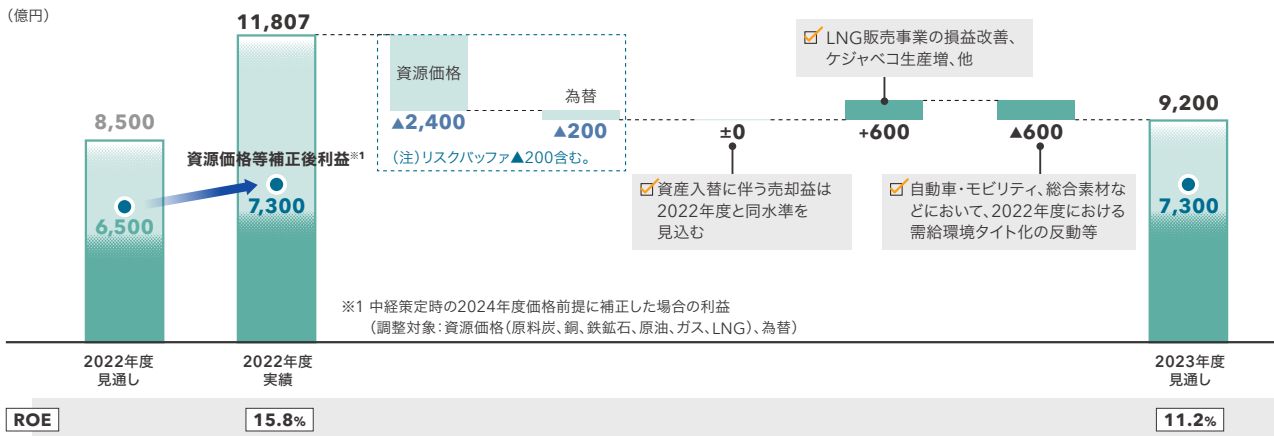 (億円)
11,807
8,500
資源価格等補正後利益※1
6,500
7,300
資源価格
▲2,400
為替
▲200
(注)リスクバッファ▲200含む。
±0
資産入替に伴う売却益は
2022年度と同水準を
見込む
LNG販売事業の損益改善、
ケジャベコ生産増、他
+600
▲600
自動車・モビリティ、総合素材な
どにおいて、2022年度における
需給環境タイト化の反動等
9,200
7,300
※1 中経策定時の2024年度価格前提に補正した場合の利益
(調整対象:資源価格(原料炭、銅、鉄鉱石、原油、ガス、LNG)、為替)
2022年度
見通し
2022年度
実績
2023年度
見通し
ROE
15.8%
11.2%